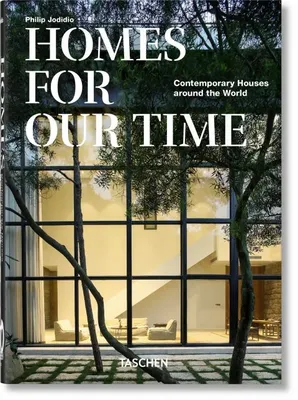 Philip Jodidio
HOMES
FOR
OUR TIME
Contemporary Houses
around the World
TASCHEN